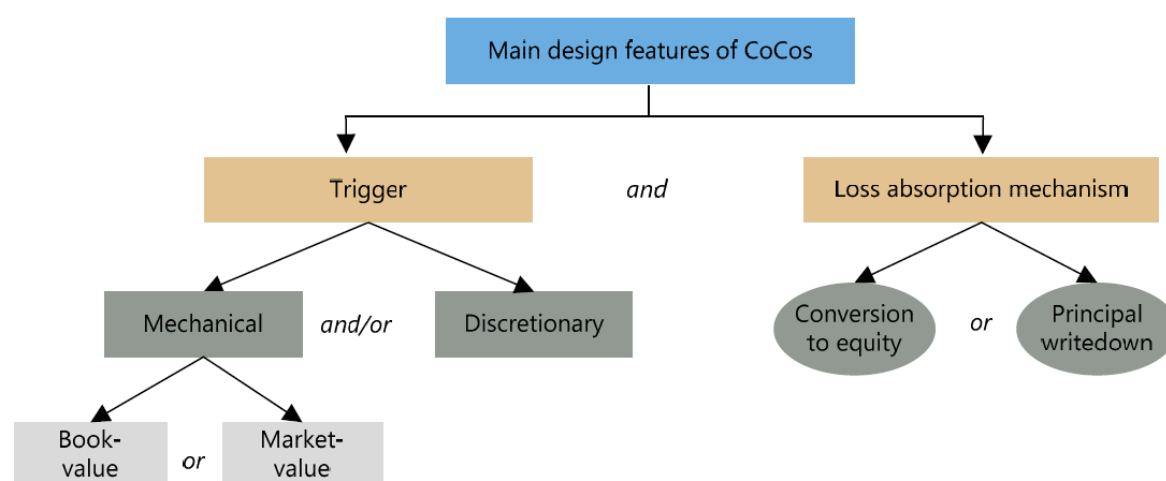 Main design features of CoCos
Trigger
and
Loss absorption mechanism
Mechanical
and/or
Discretionary
Conversion
to equity
or
Principal
writedown
Book-
value
or
Market-
value